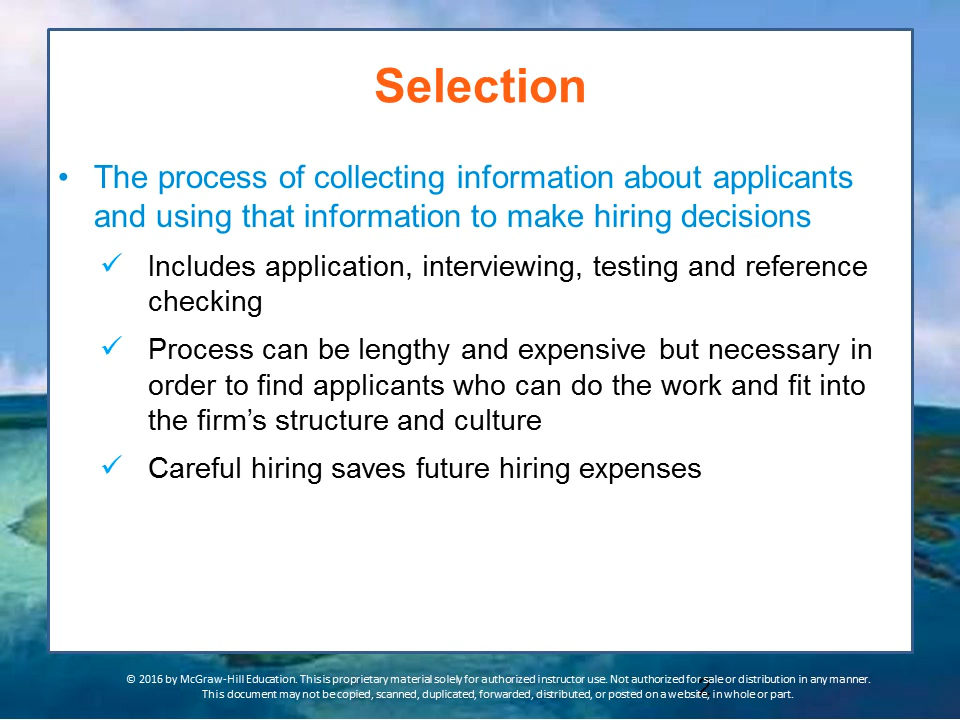 Selection
• The process of collecting information about applicants
and using that information to make hiring decisions
✓ Includes application, interviewing, testing and reference
checking
✓ Process can be lengthy and expensive but necessary in
order to find applicants who can do the work and fit into
the firm's structure and culture
✓ Careful hiring saves future hiring expenses
© 2016 by McGraw-Hill Education. This is proprietary material solely for authorized instructor use. Not authorized for sale or distribution in any manner.
This document may not be copied, scanned, duplicated, forwarded, distributed, or posted on a website, in whole or part.